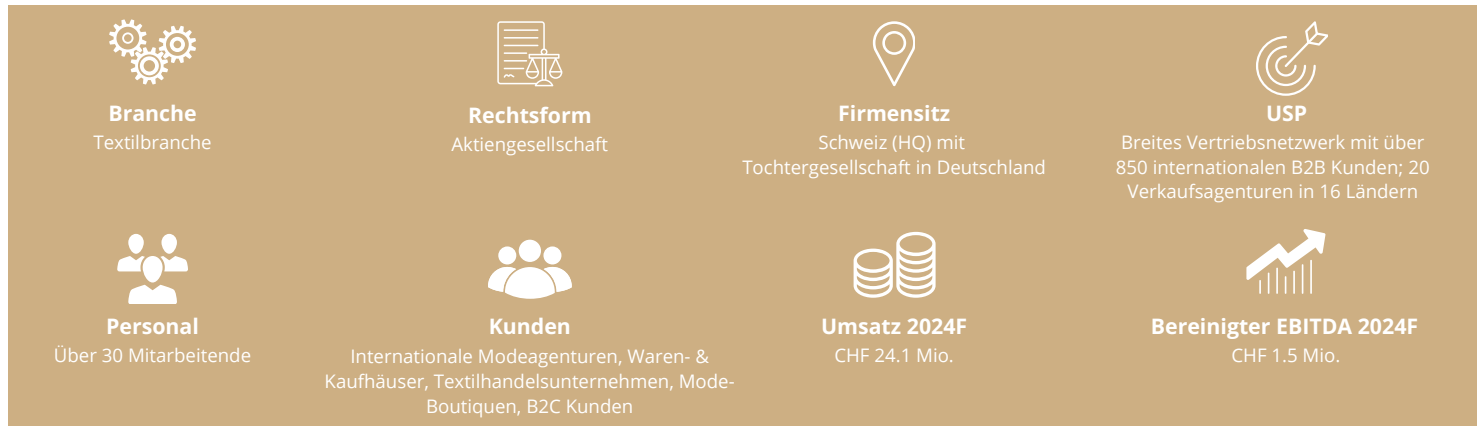 Branche
Textilbranche
Rechtsform
Aktiengesellschaft
Firmensitz
Schweiz (HQ) mit
Tochtergesellschaft in Deutschland
USP
Breites Vertriebsnetzwerk mit über
850 internationalen B2B Kunden; 20
Verkaufsagenturen in 16 Ländern
Personal
Über 30 Mitarbeitende
Kunden
Internationale Modeagenturen, Waren- &
Kaufhäuser, Textilhandelsunternehmen, Mode-
Boutiquen, B2C Kunden
Umsatz 2024F
CHF 24.1 Mio.
Bereinigter EBITDA 2024F
CHF 1.5 Mio.